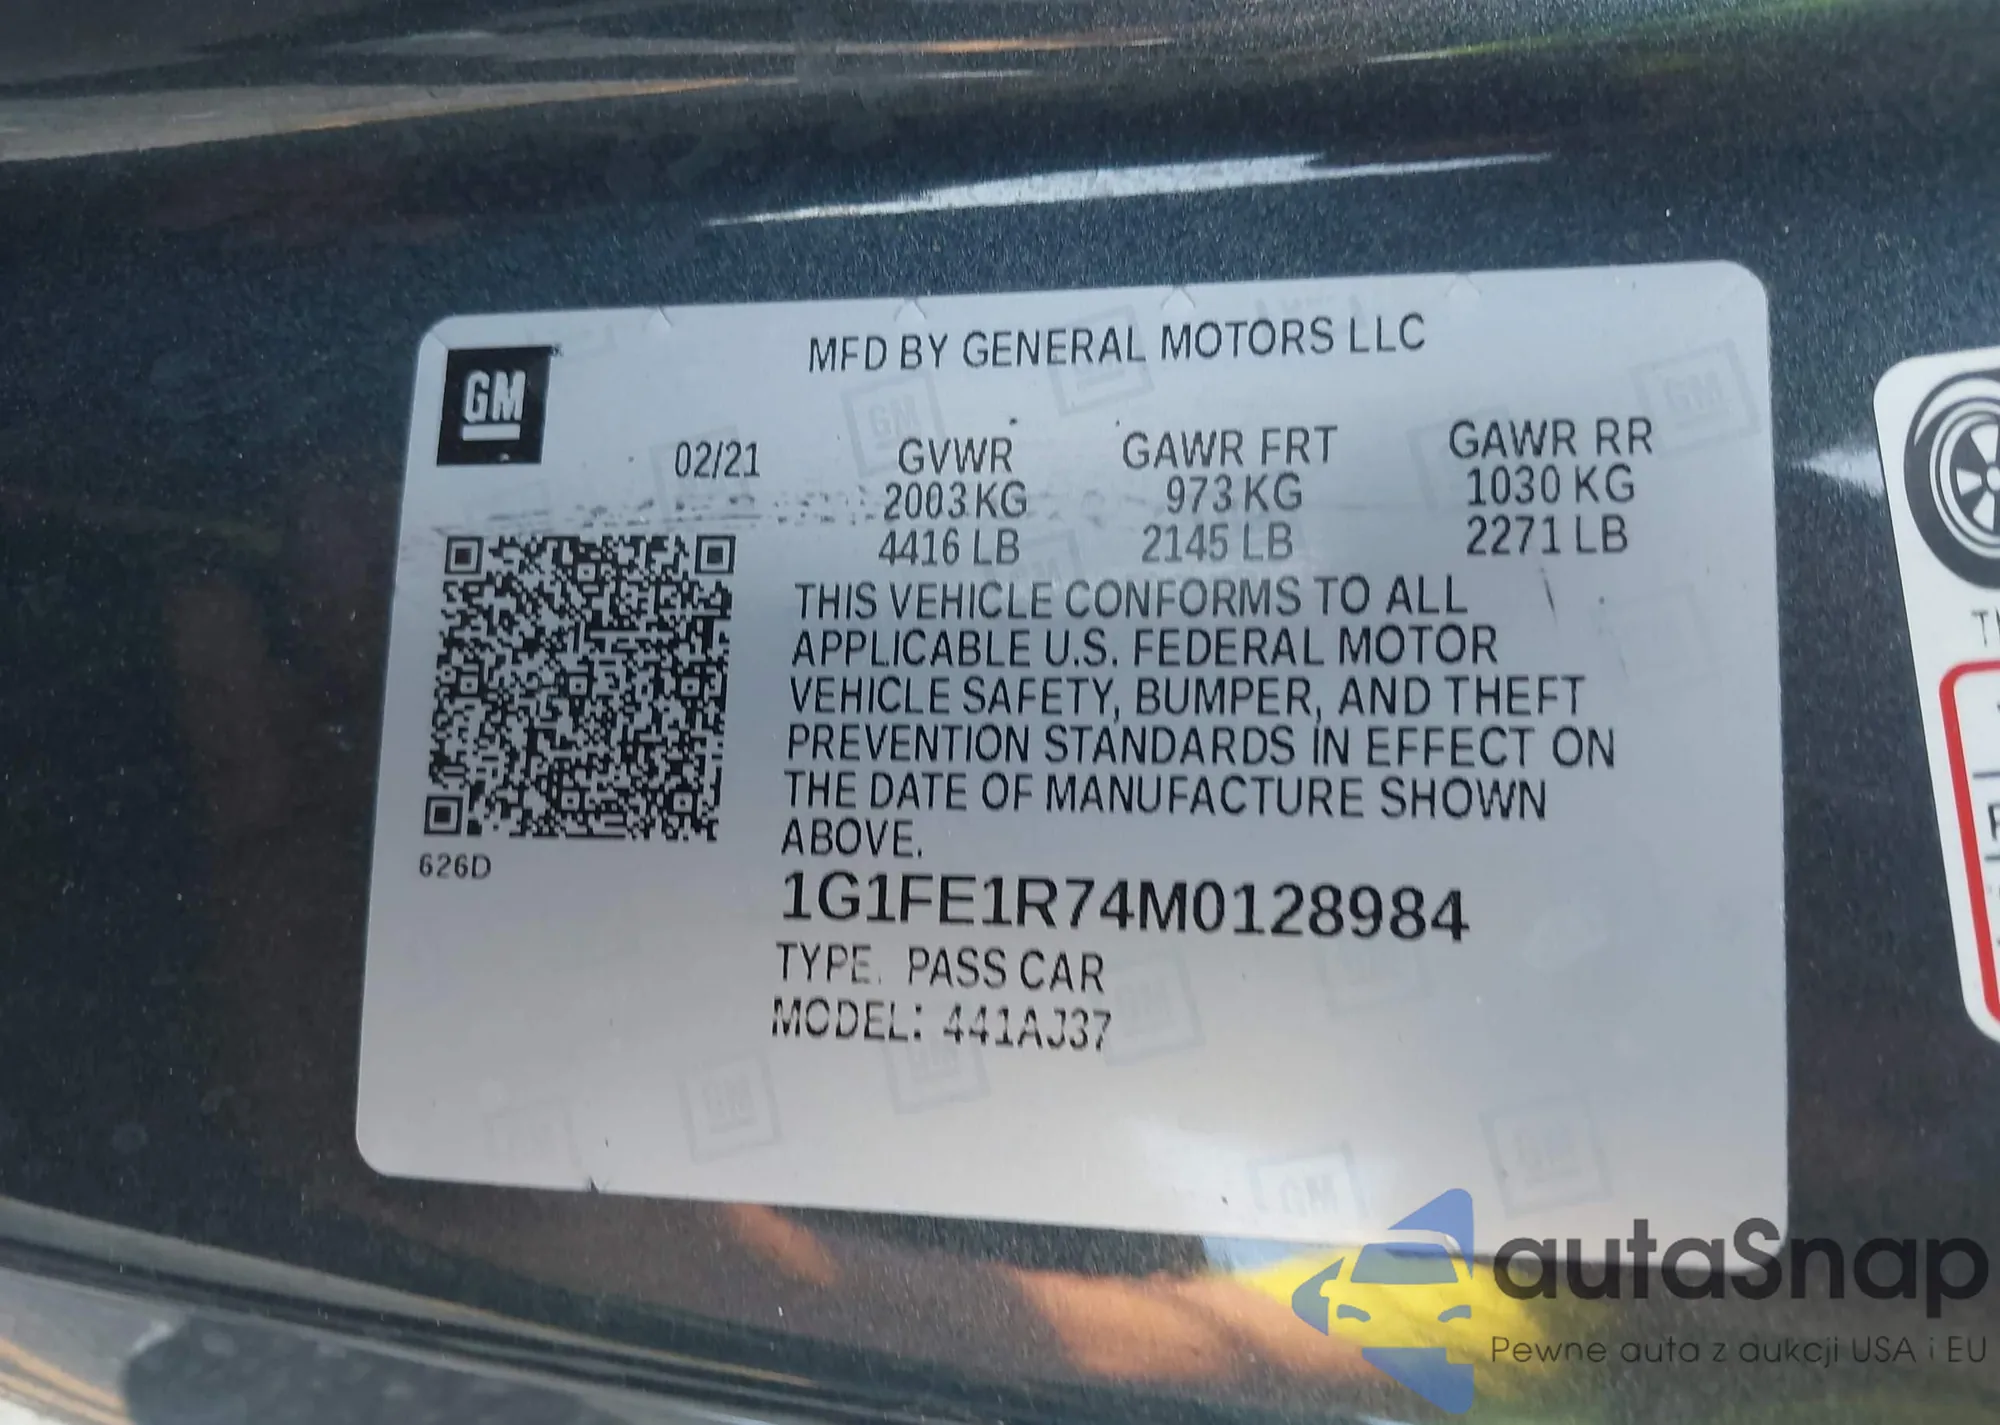 GM
MFD BY GENERAL MOTORS LLC
02/21
GVWR GAWR FRT GAWR RR
2003 KG 973 KG 1030 KG
4416 LB 2145 LB 2271 LB
THIS VEHICLE CONFORMS TO ALL
APPLICABLE U.S. FEDERAL MOTOR
VEHICLE SAFETY, BUMPER, AND THEFT
PREVENTION STANDARDS IN EFFECT ON
THE DATE OF MANUFACTURE SHOWN
ABOVE.
626D
1G1FE1R74M0128984
TYPE: PASS CAR
MODEL: 441AJ37
autaSnap
Pewne auta z aukcji USA i EU